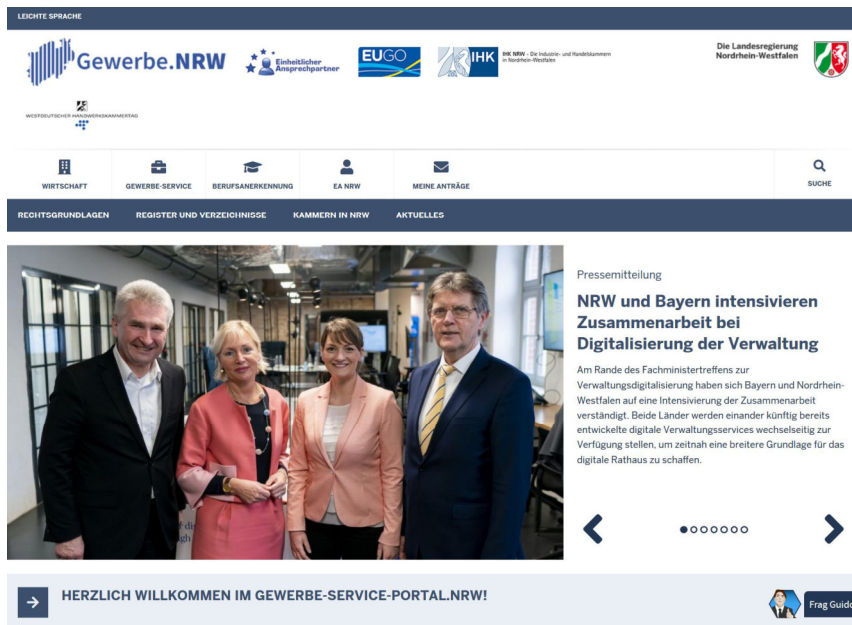 LEICHTE SPRACHE
Gewerbe.NRW
Einheitlicher
Ansprechpartner
EUGO
IHK
IHK NRW - Die Industrie- und Handelskammern
in Nordrhein-Westfalen
Die Landesregierung
Nordrhein-Westfalen
WESTDEUTSCHER HANDWERKSKAMMERTAG
WIRTSCHAFT
GEWERBE-SERVICE
BERUFSANERKENNUNG
EA NRW
MEINE ANTRÄGE
SUCHE
RECHTSGRUNDLAGEN
REGISTER UND VERZEICHNISSE
KAMMERN IN NRW
AKTUELLES
Pressemitteilung
NRW und Bayern intensivieren
Zusammenarbeit bei
Digitalisierung der Verwaltung
Am Rande des Fachministertreffens zur
Verwaltungsdigitalisierung haben sich Bayern und Nordrhein-
Westfalen auf eine Intensivierung der Zusammenarbeit
verständigt. Beide Länder werden einander künftig bereits
entwickelte digitale Verwaltungsservices wechselseitig zur
Verfügung stellen, um zeitnah eine breitere Grundlage für das
digitale Rathaus zu schaffen.
HERZLICH WILLKOMMEN IM GEWERBE-SERVICE-PORTAL.NRW!
Frag Guido